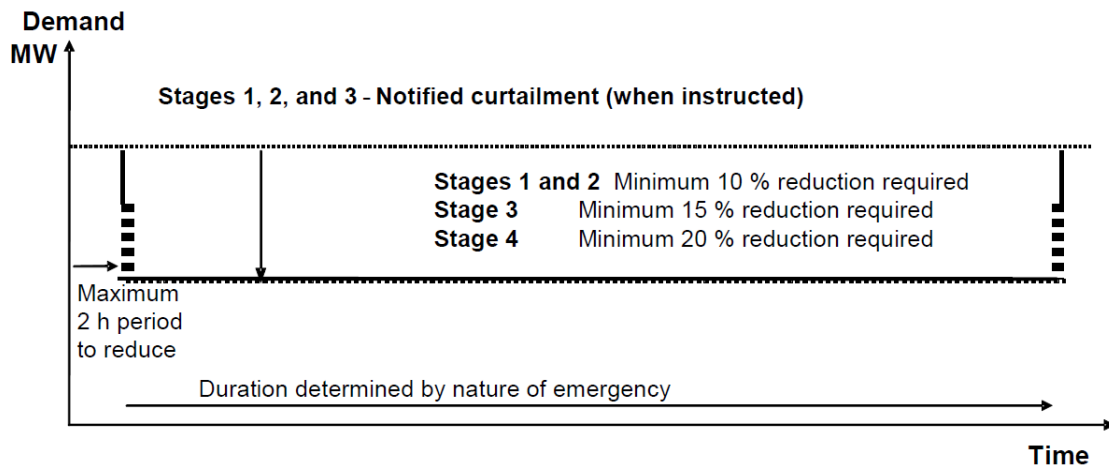 Demand
MW
Stages 1, 2, and 3 - Notified curtailment (when instructed)
Stages 1 and 2 Minimum 10 % reduction required
Stage 3 Minimum 15 % reduction required
Stage 4 Minimum 20 % reduction required
Maximum
2 h period
to reduce
Duration determined by nature of emergency
Time